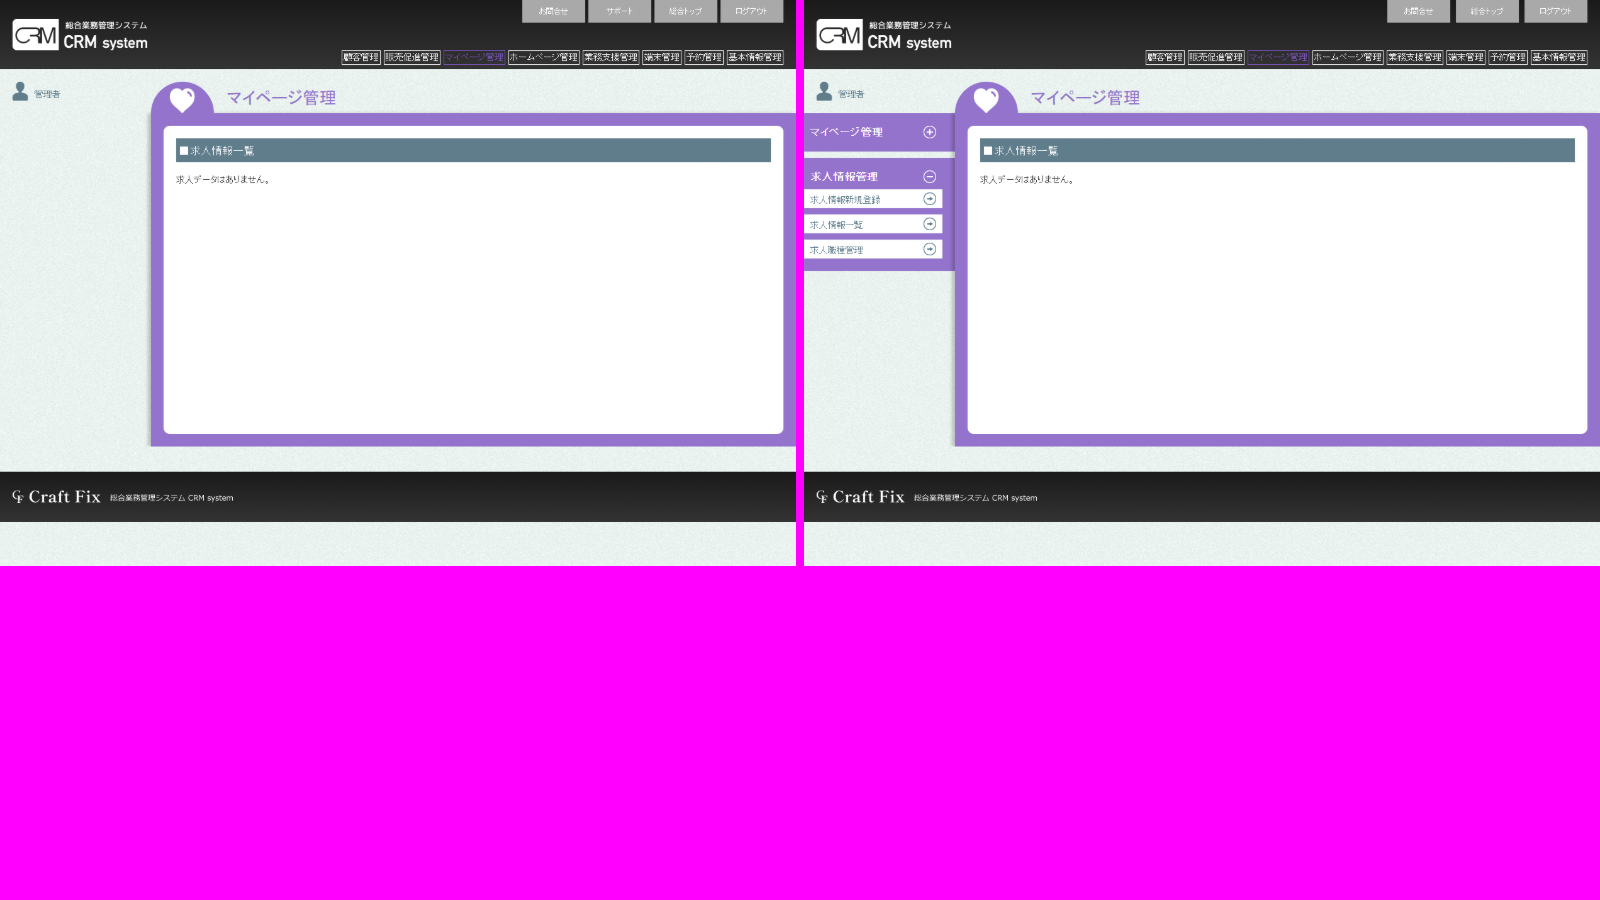 お問合せ サポート 総合トップ ログアウト
CRM 総合業務管理システム
CRM system
顧客管理 販売促進管理 マイページ管理 ホームページ管理 業務支援管理 端末管理 予約管理 基本情報管理
管理者
マイページ管理
■求人情報一覧
求人データはありません。
CF Craft Fix 総合業務管理システム CRM system
お問合せ 総合トップ ログアウト
CRM 総合業務管理システム
CRM system
顧客管理 販売促進管理 マイページ管理 ホームページ管理 業務支援管理 端末管理 予約管理 基本情報管理
管理者
マイページ管理
マイページ管理
求人情報管理
求人情報新規登録
求人情報一覧
求人職種管理
■求人情報一覧
求人データはありません。
CF Craft Fix 総合業務管理システム CRM system